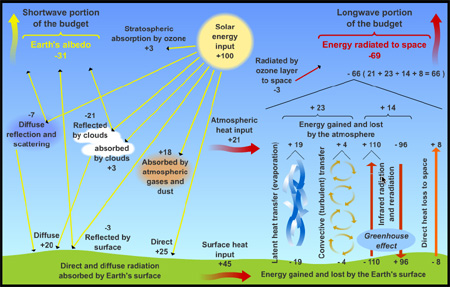 Shortwave portion
of the budget
Earth's albedo
-31
Stratospheric
absorption by ozone
+3
Solar
energy
input
+100
Longwave portion
of the budget
Energy radiated to space
-69
Radiated by
ozone layer
to space
-3
- 66 ( 21 + 23 + 14 + 8 = 66 )
-7
Diffuse
reflection and
scattering
-21
Reflected
by clouds
absorbed
by clouds
+3
+18
Absorbed by
atmospheric
gases and
dust
Atmospheric
heat input
+21
+ 23
+ 14
Energy gained and lost
by the atmosphere
+ 19
+ 4
+ 110
-96
+ 8
Latent heat transfer (evaporation)
Convective (turbulent) transfer
Infrared radiation
and reradiation
Direct heat loss to space
Greenhouse
effect
Diffuse
+20
-3
Reflected by
surface
Direct
+25
Surface heat
input
+45
- 19
- 4
- 110
+ 96
- 8
Direct and diffuse radiation
absorbed by Earth's surface
Energy gained and lost by the Earth's surface